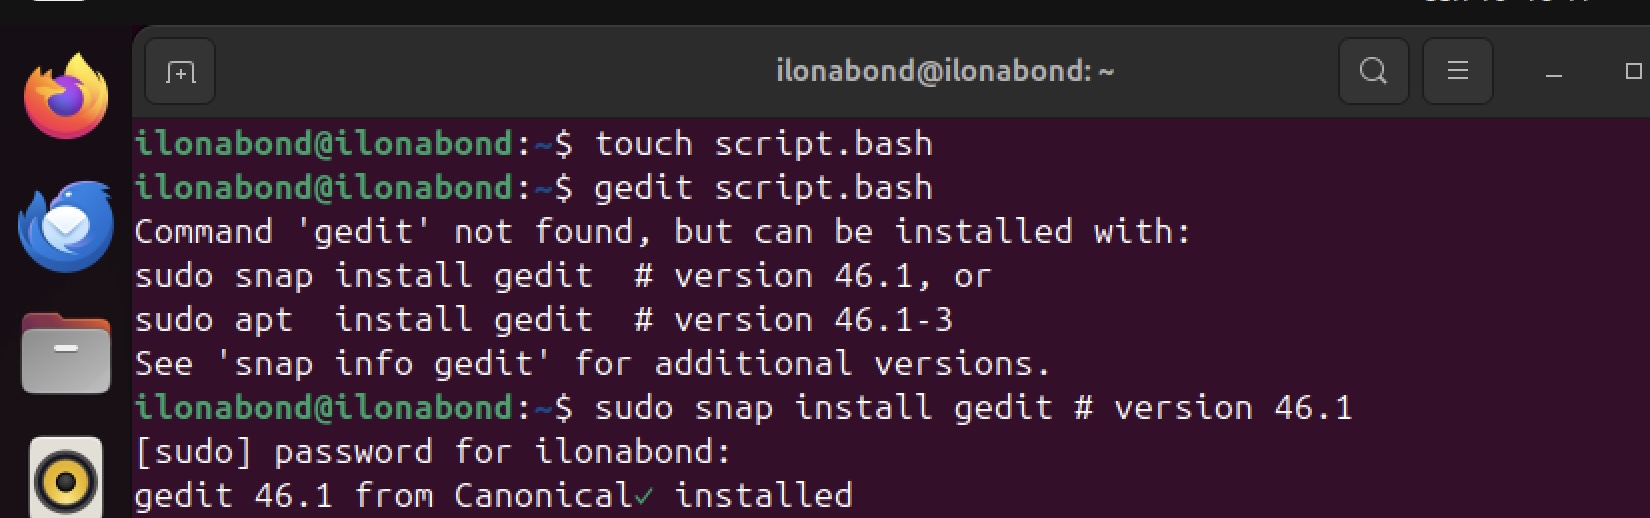 ilonabond@ilonabond: ~
ilonabond@ilonabond:~$ touch script.bash
ilonabond@ilonabond:~$ gedit script.bash
Command 'gedit' not found, but can be installed with:
sudo snap install gedit  # version 46.1, or
sudo apt  install gedit  # version 46.1-3
See 'snap info gedit' for additional versions.
ilonabond@ilonabond:~$ sudo snap install gedit # version 46.1
[sudo] password for ilonabond:
gedit 46.1 from Canonical✓ installed